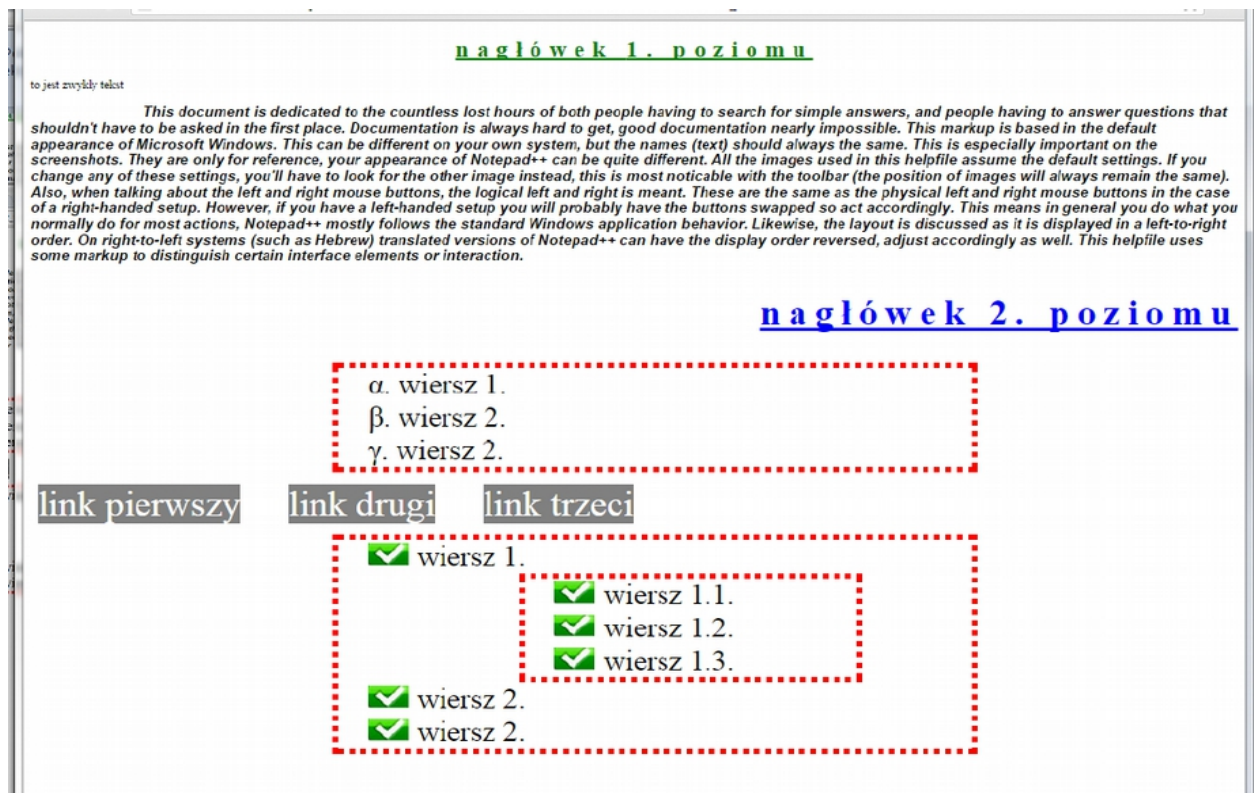 nagłówek 1. poziomu
to jest zwykły tekst
This document is dedicated to the countless lost hours of both people having to search for simple answers, and people having to answer questions that
shouldn't have to be asked in the first place. Documentation is always hard to get, good documentation nearly impossible. This markup is based in the default
appearance of Microsoft Windows. This can be different on your own system, but the names (text) should always the same. This is especially important on the
screenshots. They are only for reference, your appearance of Notepad++ can be quite different. All the images used in this helpfile assume the default settings. If you
change any of these settings, you'll have to look for the other image instead, this is most noticable with the toolbar (the position of images will always remain the same).
Also, when talking about the left and right mouse buttons, the logical left and right is meant. These are the same as the physical left and right mouse buttons in the case
of a right-handed setup. However, if you have a left-handed setup you will probably have the buttons swapped so act accordingly. This means in general you do what you
normally do for most actions, Notepad++ mostly follows the standard Windows application behavior. Likewise, the layout is discussed as it is displayed in a left-to-right
order. On right-to-left systems (such as Hebrew) translated versions of Notepad++ can have the display order reversed, adjust accordingly as well. This helpfile uses
some markup to distinguish certain interface elements or interaction.
nagłówek 2. poziomu
α. wiersz 1.
β. wiersz 2.
γ. wiersz 2.
link pierwszy link drugi link trzeci
wiersz 1.
wiersz 1.1.
wiersz 1.2.
wiersz 1.3.
wiersz 2.
wiersz 2.